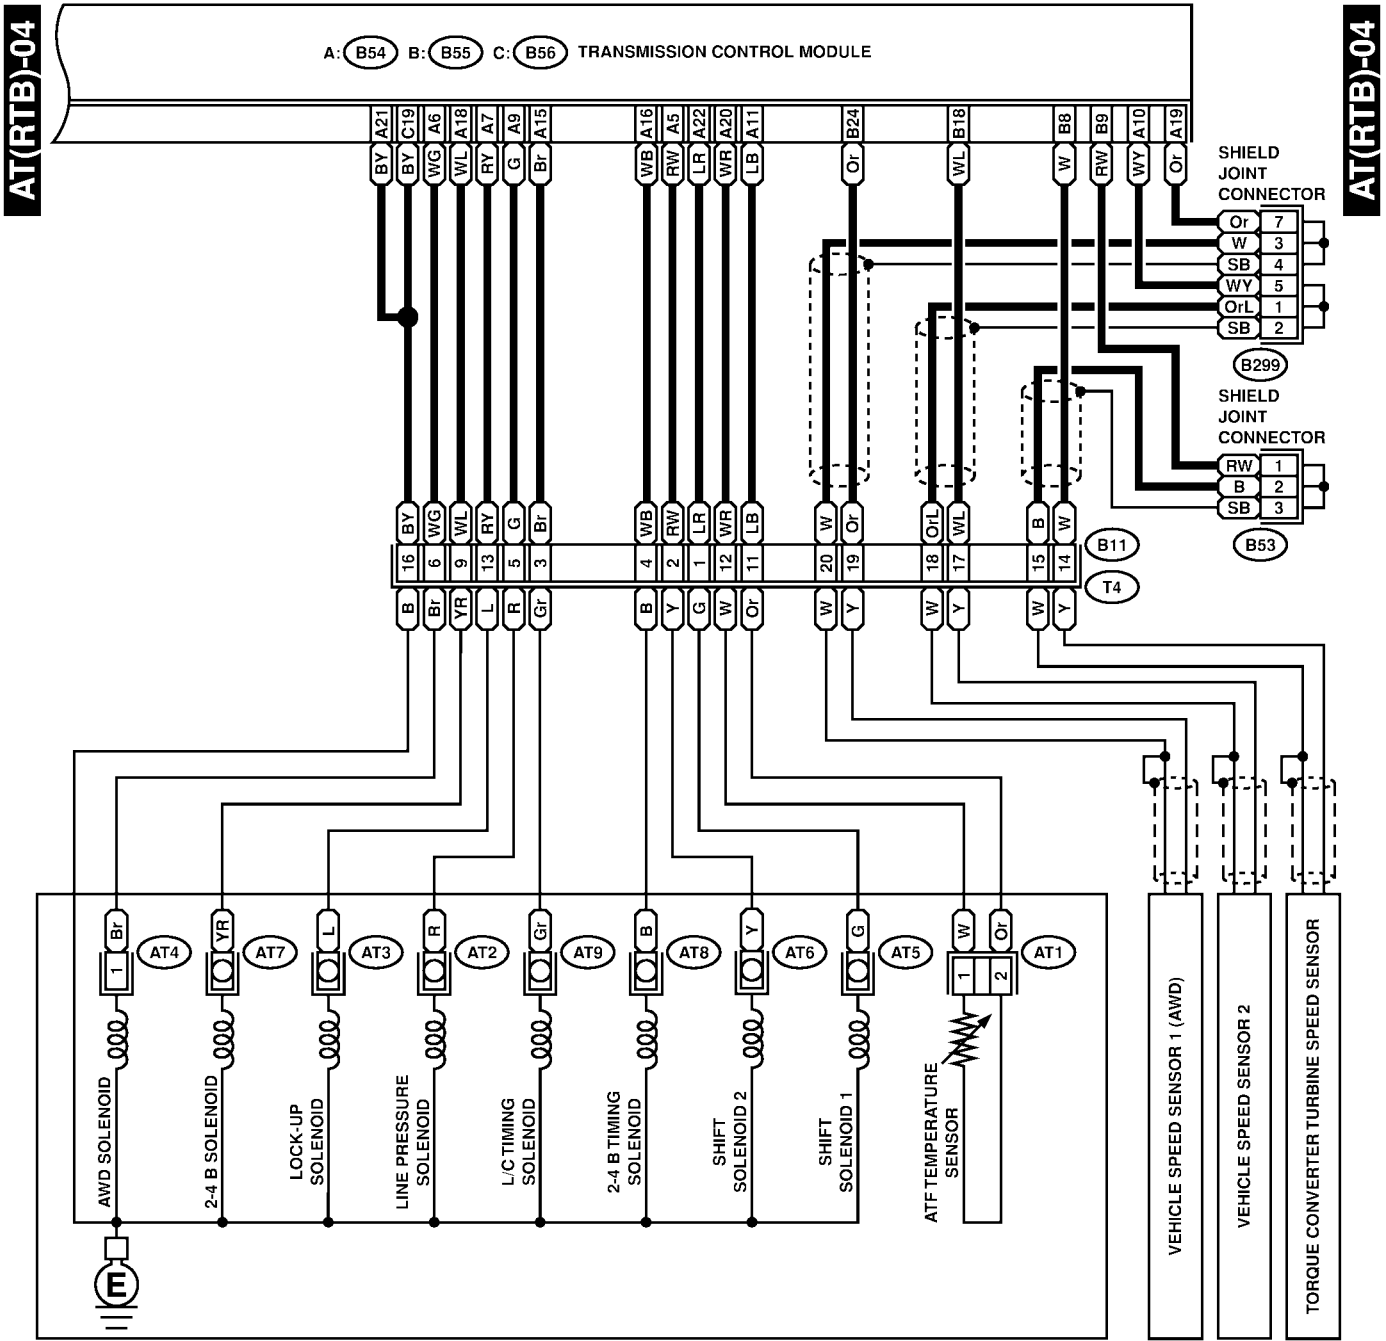 AT(RTB)-04
AT(RTB)-04
A: B54 B: B55 C: B56 TRANSMISSION CONTROL MODULE
A21 C19 A6 A18 A7 A9 A15 A16 A5 A22 A20 A11 B24 B18 B8 B9 A10 A19
BY BY WG WL RY G Br WB RW LR WR LB Or WL W RW WY Or
SHIELD
JOINT
CONNECTOR
Or 7
W 3
SB 4
WY 5
OrL 1
SB 2
B299
SHIELD
JOINT
CONNECTOR
RW 1
B 2
SB 3
B53
BY WG WL RY G Br WB RW LR WR LB W Or OrL WL B W
B11
16 6 9 13 5 3 4 2 1 12 11 20 19 18 17 15 14
T4
B Br YR L R Gr B Y G W Or W Y W Y W Y
Br YR L R Gr B Y G W Or
AT4 AT7 AT3 AT2 AT9 AT8 AT6 AT5 AT1
1 1 2
AWD SOLENOID
2-4 B SOLENOID
LOCK-UP
SOLENOID
LINE PRESSURE
SOLENOID
L/C TIMING
SOLENOID
2-4 B TIMING
SOLENOID
SHIFT
SOLENOID 2
SHIFT
SOLENOID 1
ATF TEMPERATURE
SENSOR
VEHICLE SPEED SENSOR 1 (AWD)
VEHICLE SPEED SENSOR 2
TORQUE CONVERTER TURBINE SPEED SENSOR
E